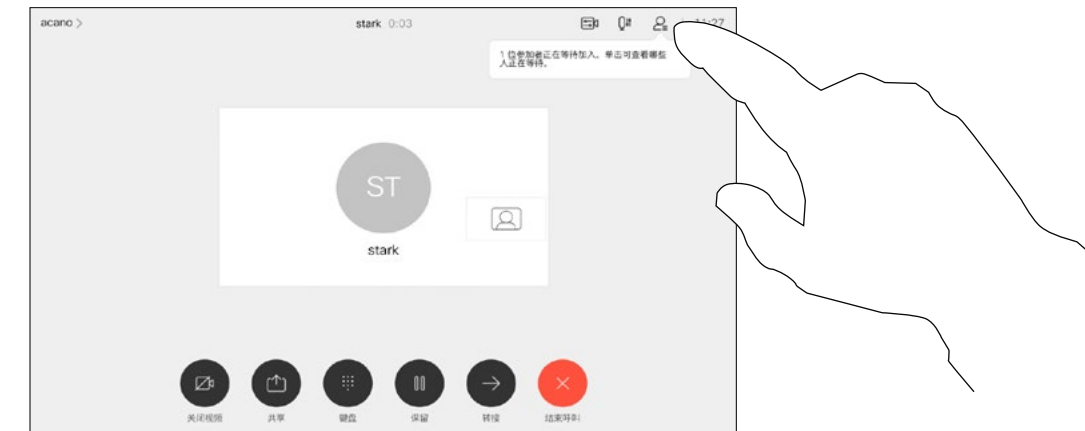 acano >
stark 0:03
11:27
1 位参加者正在等待加入。单击可查看哪些
人正在等待。
ST
stark
关闭视频
共享
键盘
保留
转接
结束呼叫